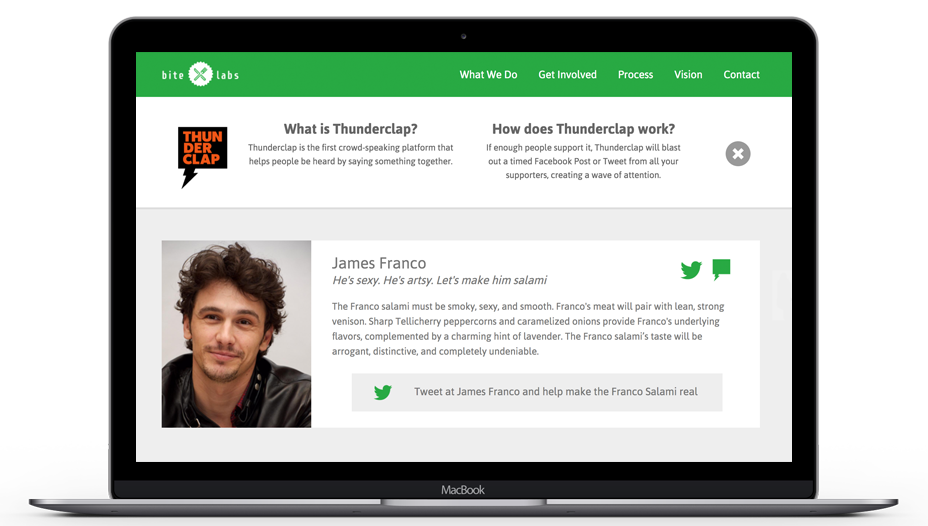 bite labs
What We Do Get Involved Process Vision Contact
THUN
DER
CLAP
What is Thunderclap?
Thunderclap is the first crowd-speaking platform that
helps people be heard by saying something together.
How does Thunderclap work?
If enough people support it, Thunderclap will blast
out a timed Facebook Post or Tweet from all your
supporters, creating a wave of attention.
James Franco
He's sexy. He's artsy. Let's make him salami
The Franco salami must be smoky, sexy, and smooth. Franco's meat will pair with lean, strong
venison. Sharp Tellicherry peppercorns and caramelized onions provide Franco's underlying
flavors, complemented by a charming hint of lavender. The Franco salami's taste will be
arrogant, distinctive, and completely undeniable.
Tweet at James Franco and help make the Franco Salami real
MacBook